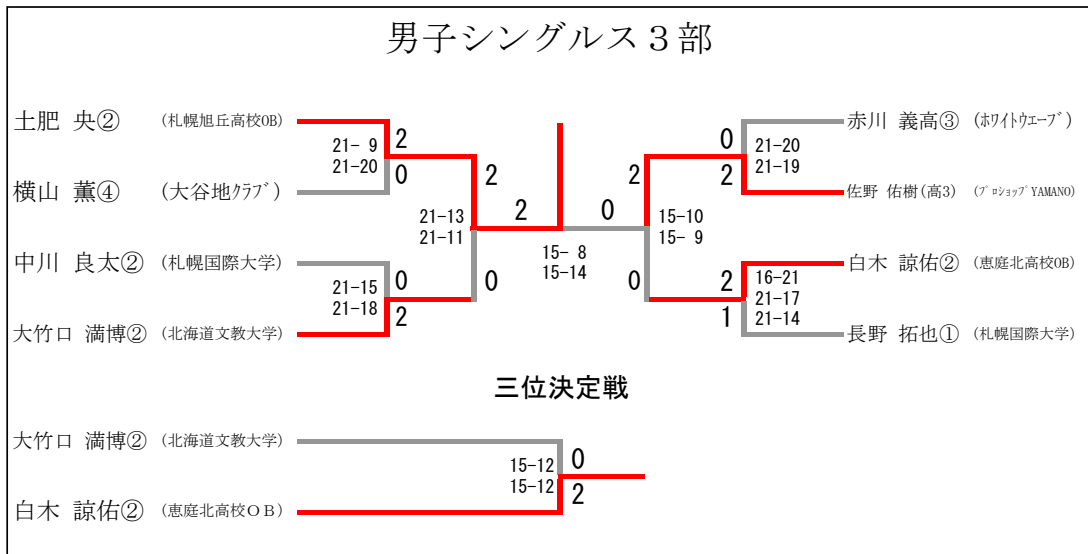 男子シングルス３部
土肥 央② (札幌旭丘高校OB)
2
21- 9
21-20
0
横山 薫④ (大谷地ｸﾗﾌﾞ)
2
21-13
21-11
0
中川 良太② (札幌国際大学)
0
21-15
21-18
2
大竹口 満博② (北海道文教大学)
2
0
15- 8
15-14
赤川 義高③ (ﾎﾜｲﾄｳｴｰﾌﾞ)
0
21-20
21-19
2
佐野 佑樹(高3) (ﾌﾟﾛｼｮｯﾌﾟYAMANO)
2
15-10
15- 9
0
白木 諒佑② (恵庭北高校OB)
2
16-21
21-17
21-14
1
長野 拓也① (札幌国際大学)
三位決定戦
大竹口 満博② (北海道文教大学)
0
15-12
15-12
2
白木 諒佑② (恵庭北高校ＯＢ)